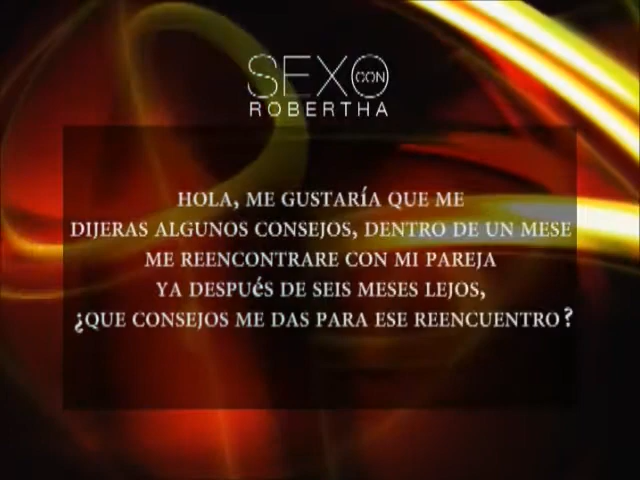 SEXO
CON
ROBERTHA
HOLA, ME GUSTARÍA QUE ME
DIJERAS ALGUNOS CONSEJOS, DENTRO DE UN MESE
ME REENCONTRARE CON MI PAREJA
YA DESPUéS DE SEIS MESES LEJOS,
¿QUE CONSEJOS ME DAS PARA ESE REENCUENTRO?